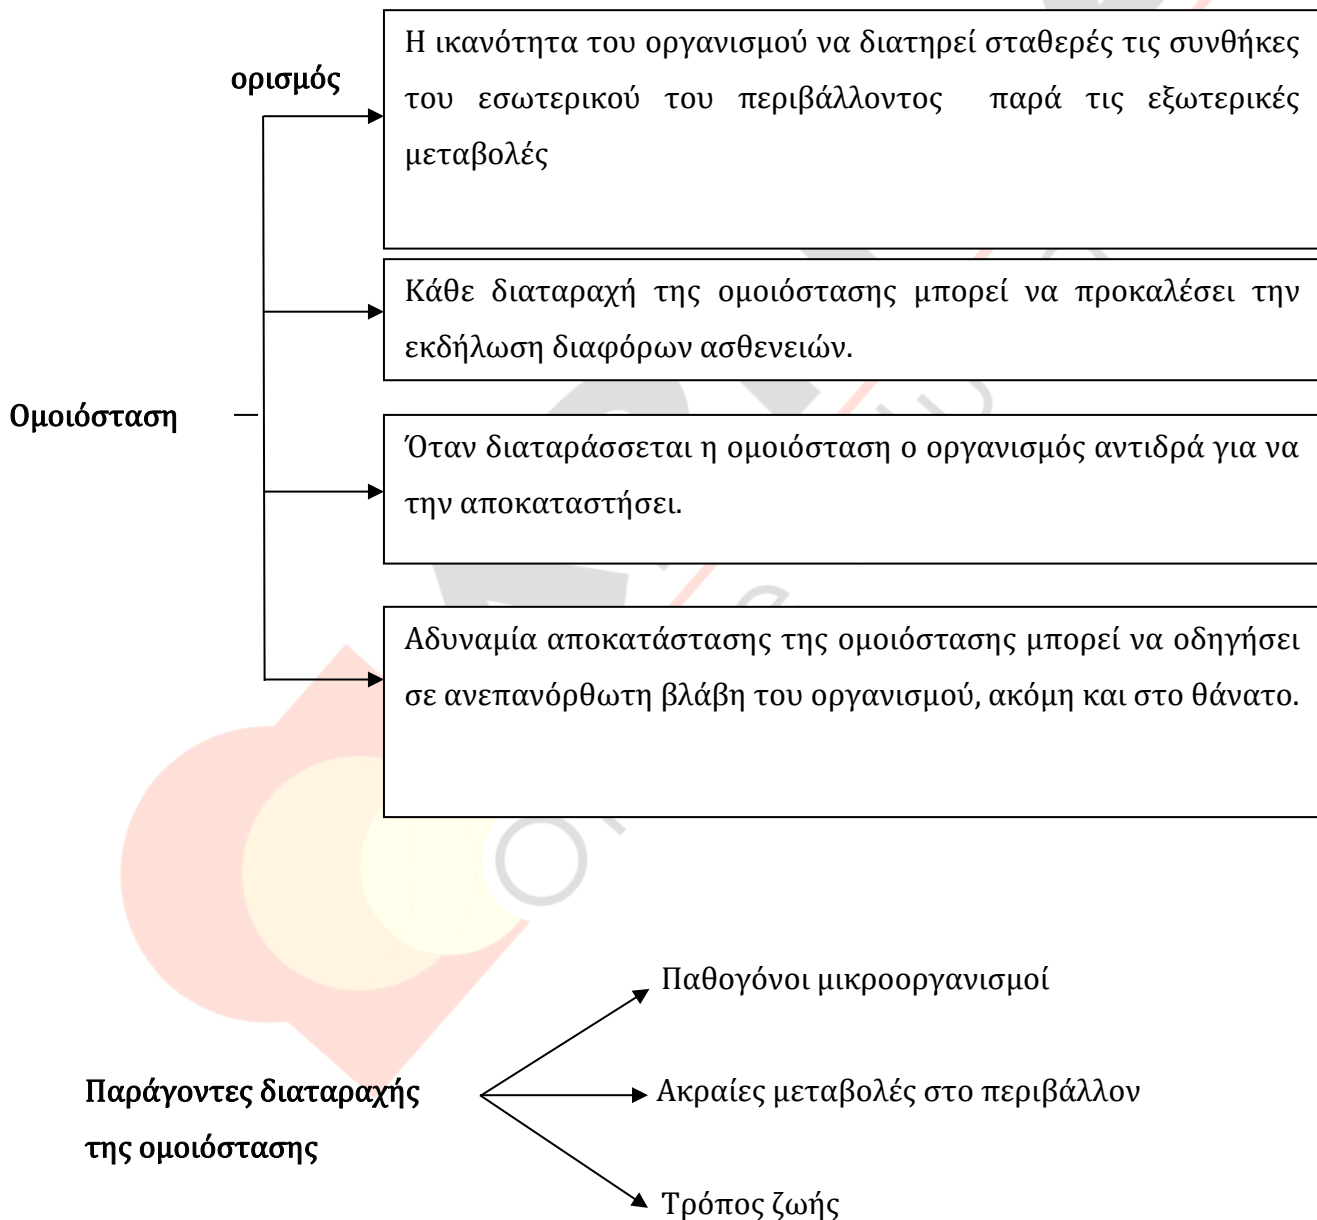 ορισμός
Η ικανότητα του οργανισμού να διατηρεί σταθερές τις συνθήκες
του εσωτερικού του περιβάλλοντος παρά τις εξωτερικές
μεταβολές
Κάθε διαταραχή της ομοιόστασης μπορεί να προκαλέσει την
εκδήλωση διαφόρων ασθενειών.
Ομοιόσταση
Όταν διαταράσσεται η ομοιόσταση ο οργανισμός αντιδρά για να
την αποκαταστήσει.
Αδυναμία αποκατάστασης της ομοιόστασης μπορεί να οδηγήσει
σε ανεπανόρθωτη βλάβη του οργανισμού, ακόμη και στο θάνατο.
Παθογόνοι μικροοργανισμοί
Παράγοντες διαταραχής
της ομοιόστασης
Ακραίες μεταβολές στο περιβάλλον
Τρόπος ζωής